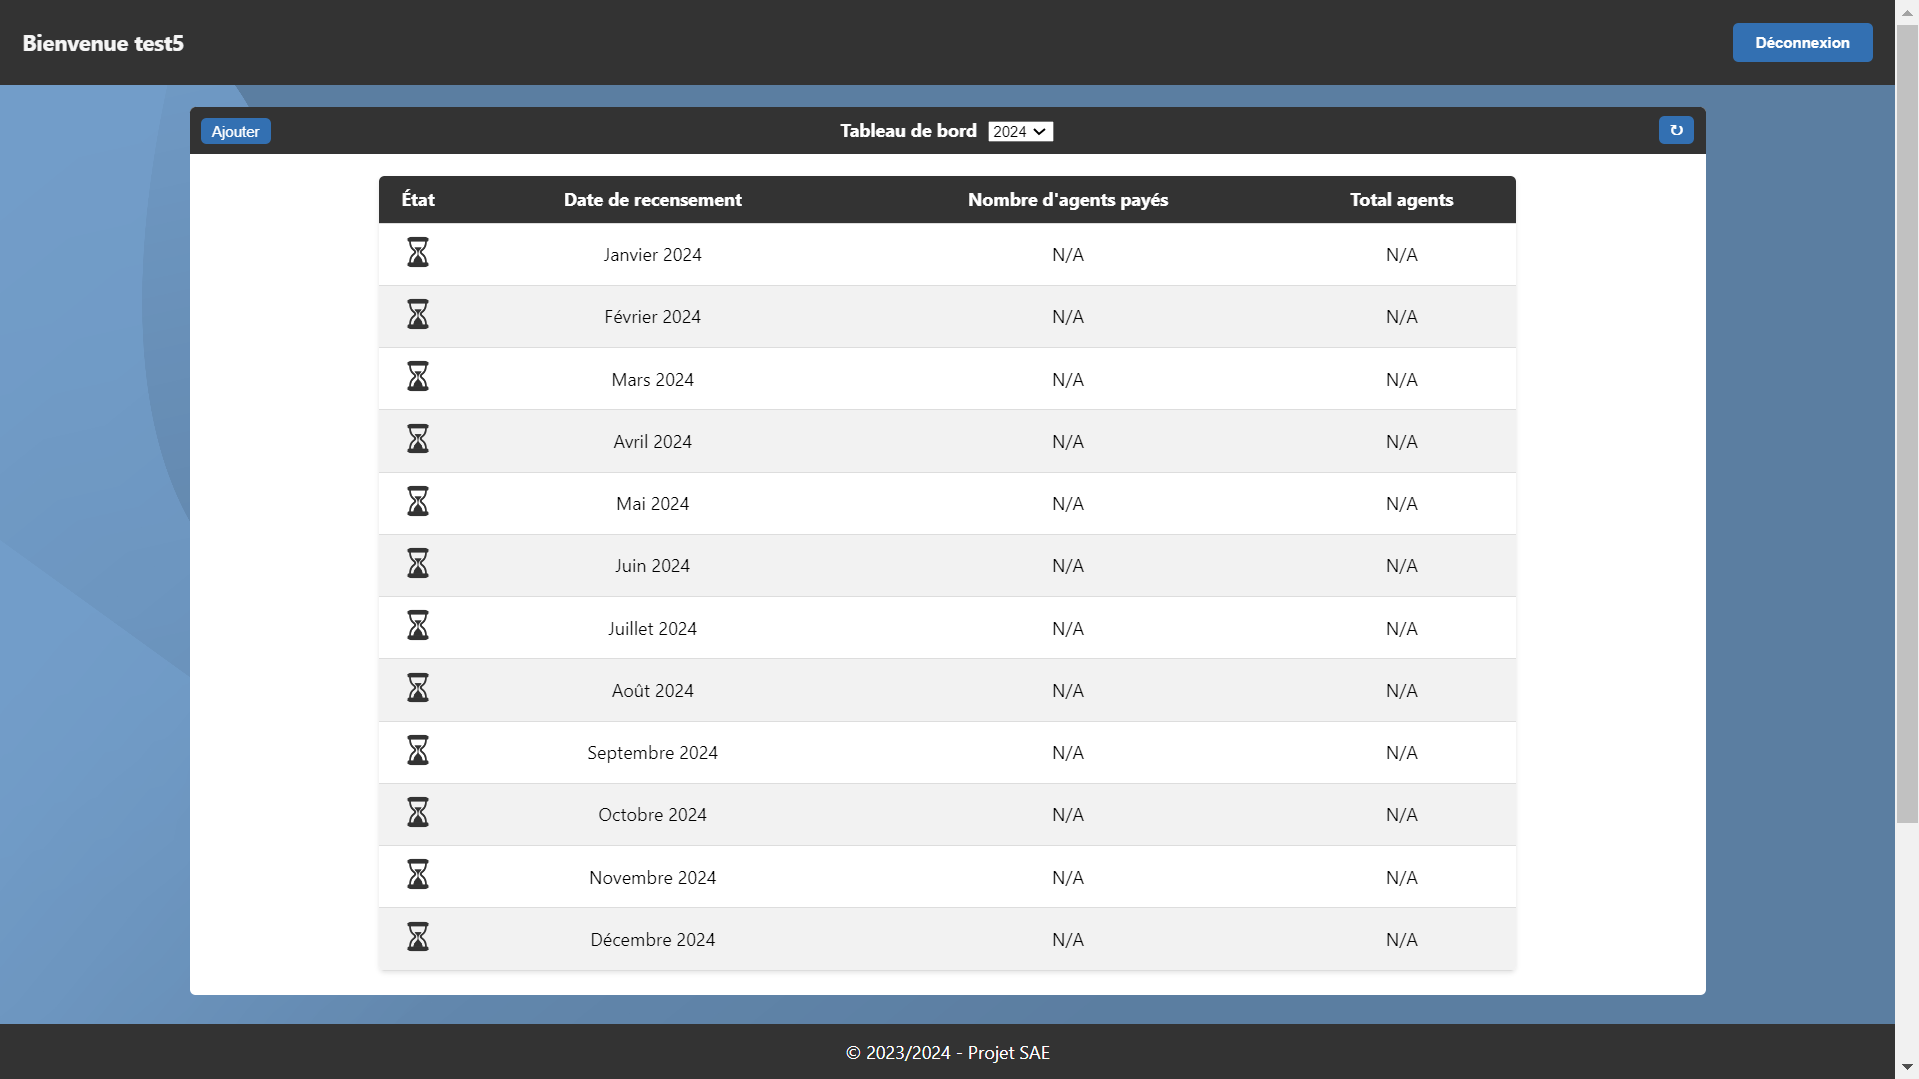 Bienvenue test5
Déconnexion
Ajouter
Tableau de bord 2024
↻
État Date de recensement Nombre d'agents payés Total agents
Janvier 2024 N/A N/A
Février 2024 N/A N/A
Mars 2024 N/A N/A
Avril 2024 N/A N/A
Mai 2024 N/A N/A
Juin 2024 N/A N/A
Juillet 2024 N/A N/A
Août 2024 N/A N/A
Septembre 2024 N/A N/A
Octobre 2024 N/A N/A
Novembre 2024 N/A N/A
Décembre 2024 N/A N/A
© 2023/2024 - Projet SAE